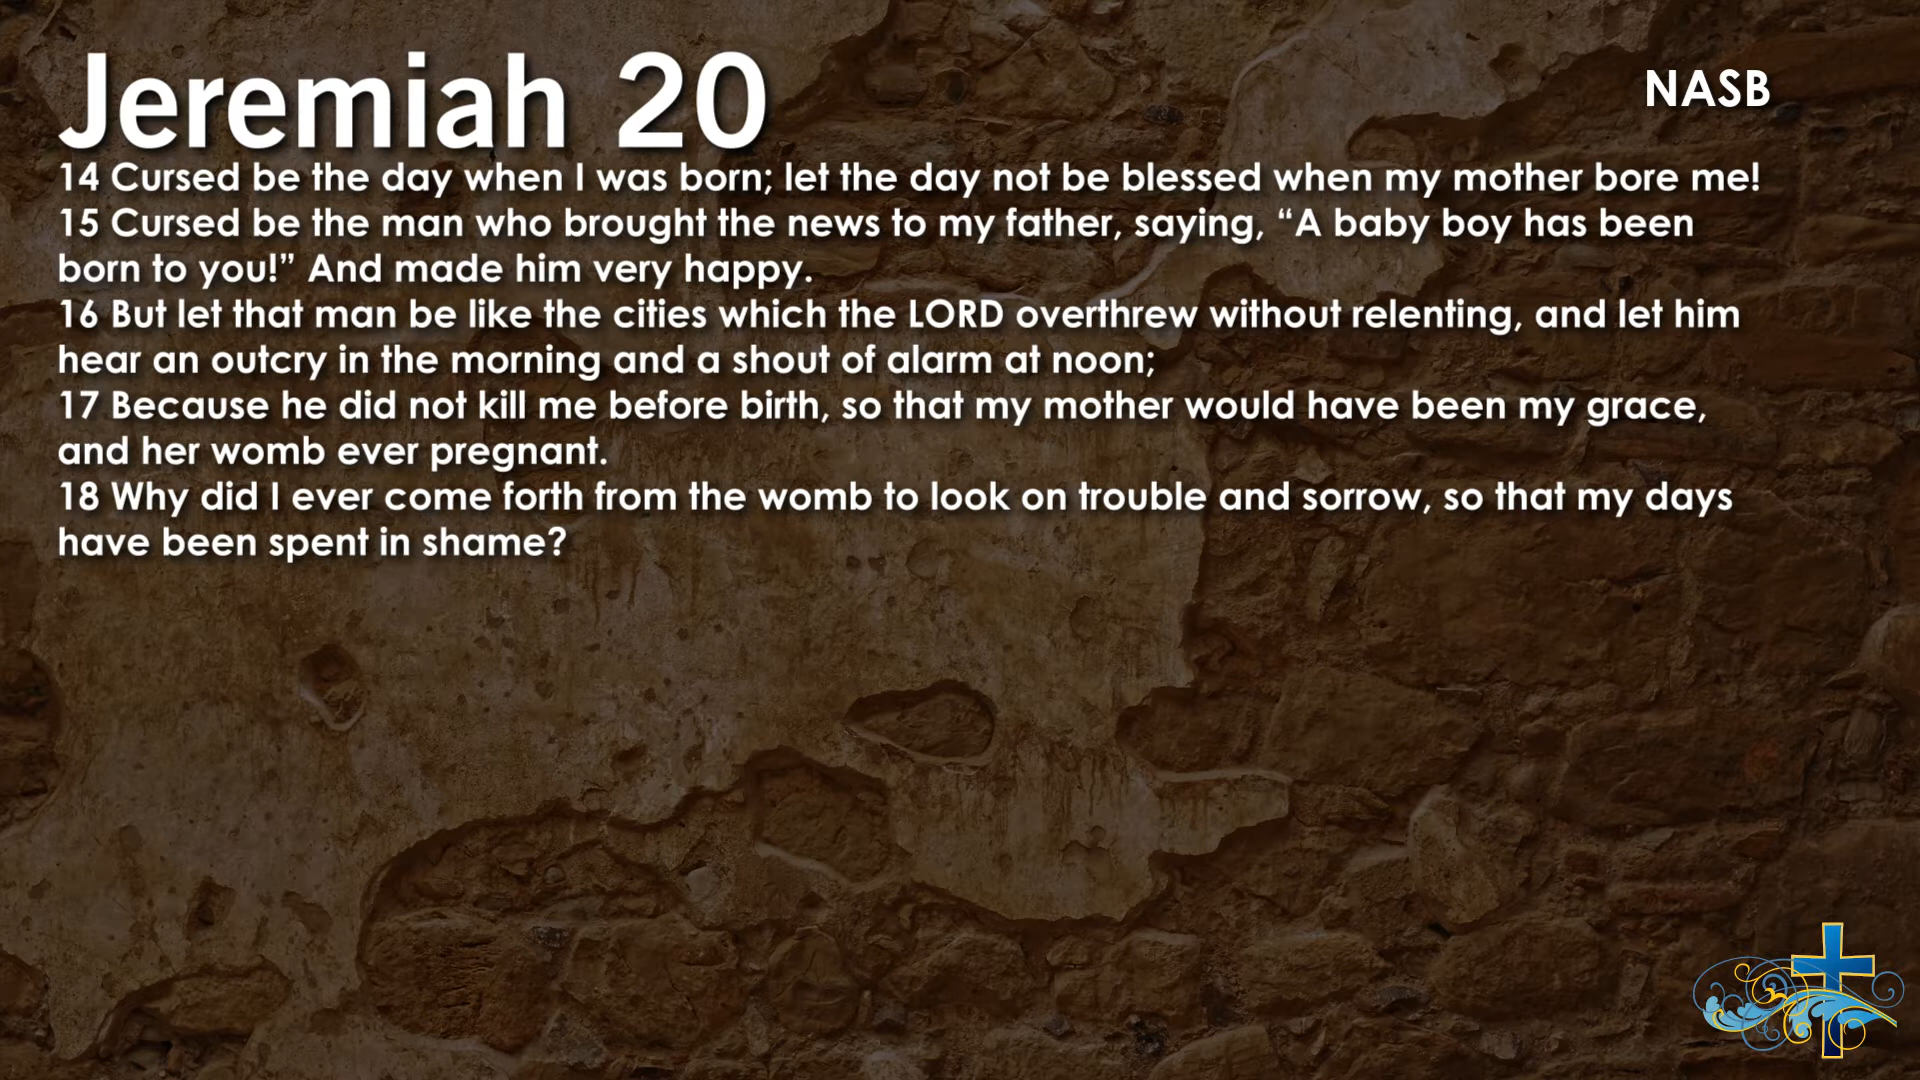 Jeremiah 20
NASB
14 Cursed be the day when I was born; let the day not be blessed when my mother bore me!
15 Cursed be the man who brought the news to my father, saying, “A baby boy has been
born to you!” And made him very happy.
16 But let that man be like the cities which the LORD overthrew without relenting, and let him
hear an outcry in the morning and a shout of alarm at noon;
17 Because he did not kill me before birth, so that my mother would have been my grace,
and her womb ever pregnant.
18 Why did I ever come forth from the womb to look on trouble and sorrow, so that my days
have been spent in shame?